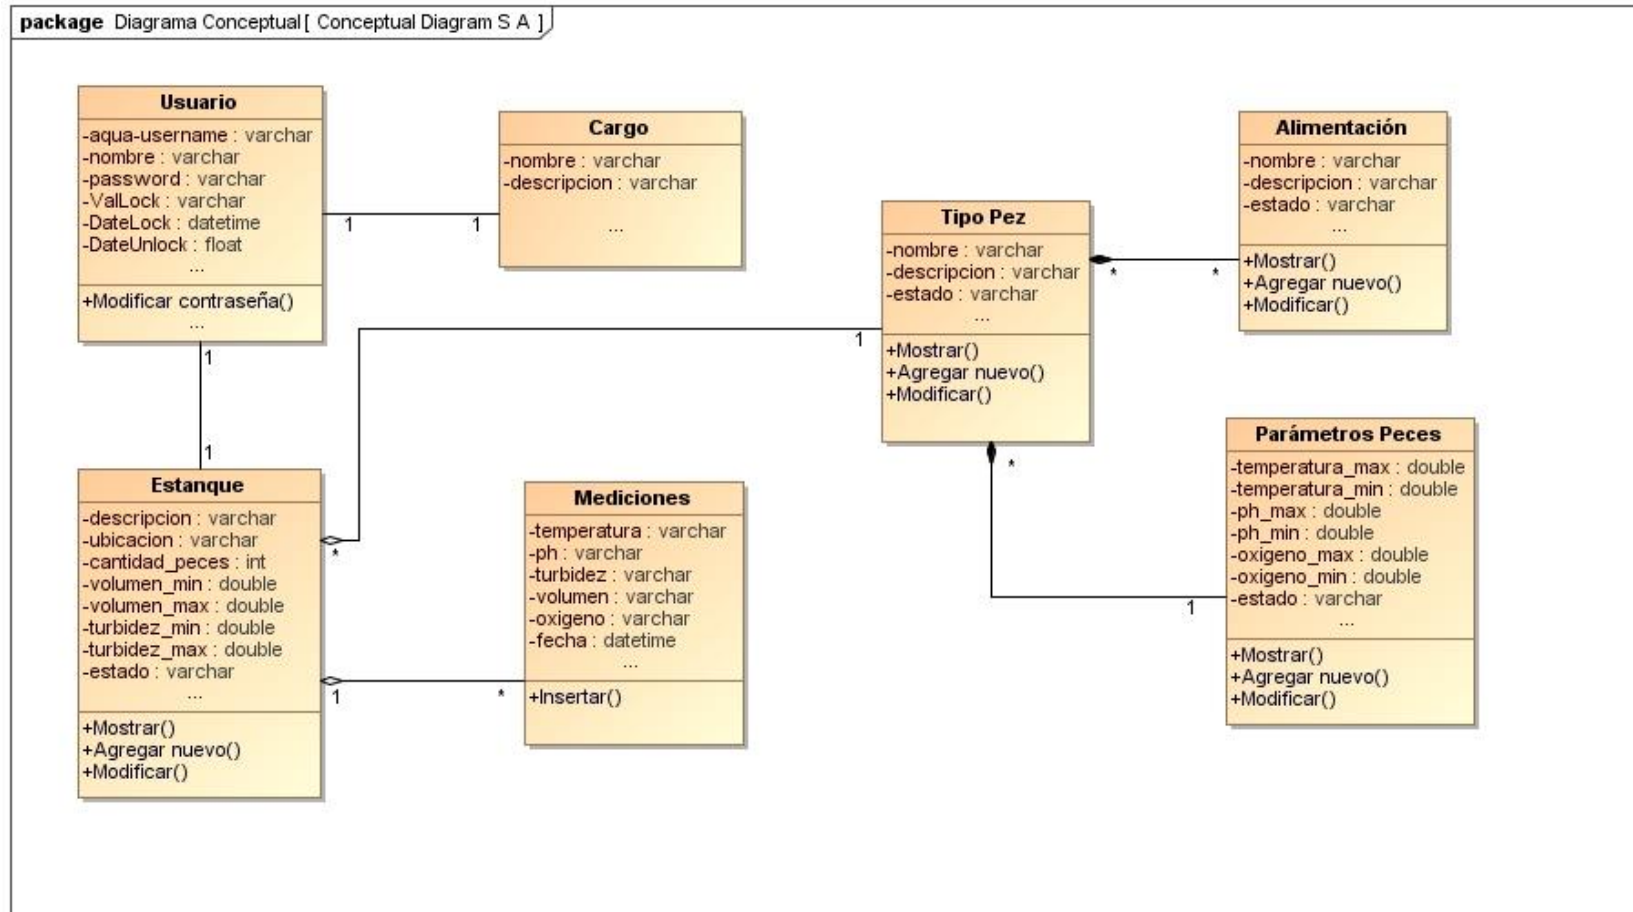 package Diagrama Conceptual [ Conceptual Diagram S A ]
Usuario
-aqua-username : varchar
-nombre : varchar
-password : varchar
-ValLock : varchar
-DateLock : datetime
-DateUnlock : float
...
+Modificar contraseña()
...
1
1
Cargo
-nombre : varchar
-descripcion : varchar
...
1
1
Tipo Pez
-nombre : varchar
-descripcion : varchar
-estado : varchar
...
+Mostrar()
+Agregar nuevo()
+Modificar()
1
*
*
*
Alimentación
-nombre : varchar
-descripcion : varchar
-estado : varchar
...
+Mostrar()
+Agregar nuevo()
+Modificar()
Estanque
-descripcion : varchar
-ubicacion : varchar
-cantidad_peces : int
-volumen_min : double
-volumen_max : double
-turbidez_min : double
-turbidez_max : double
-estado : varchar
...
+Mostrar()
+Agregar nuevo()
+Modificar()
*
1
*
Mediciones
-temperatura : varchar
-ph : varchar
-turbidez : varchar
-volumen : varchar
-oxigeno : varchar
-fecha : datetime
...
+Insertar()
1
Parámetros Peces
-temperatura_max : double
-temperatura_min : double
-ph_max : double
-ph_min : double
-oxigeno_max : double
-oxigeno_min : double
-estado : varchar
...
+Mostrar()
+Agregar nuevo()
+Modificar()